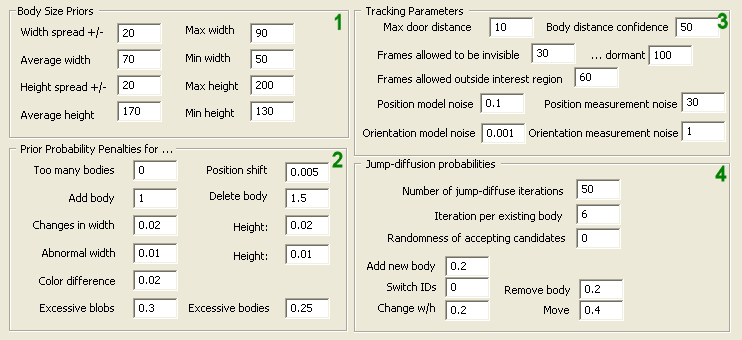 Body Size Priors
1
Width spread +/- 20 Max width 90
Average width 70 Min width 50
Height spread +/- 20 Max height 200
Average height 170 Min height 130
Prior Probability Penalties for ...
2
Too many bodies 0 Position shift 0.005
Add body 1 Delete body 1.5
Changes in width 0.02 Height: 0.02
Abnormal width 0.01 Height: 0.01
Color difference 0.02
Excessive blobs 0.3 Excessive bodies 0.25
Tracking Parameters
3
Max door distance 10 Body distance confidence 50
Frames allowed to be invisible 30 ... dormant 100
Frames allowed outside interest region 60
Position model noise 0.1 Position measurement noise 30
Orientation model noise 0.001 Orientation measurement noise 1
Jump-diffusion probabilities
4
Number of jump-diffuse iterations 50
Iteration per existing body 6
Randomness of accepting candidates 0
Add new body 0.2
Switch IDs 0 Remove body 0.2
Change w/h 0.2 Move 0.4